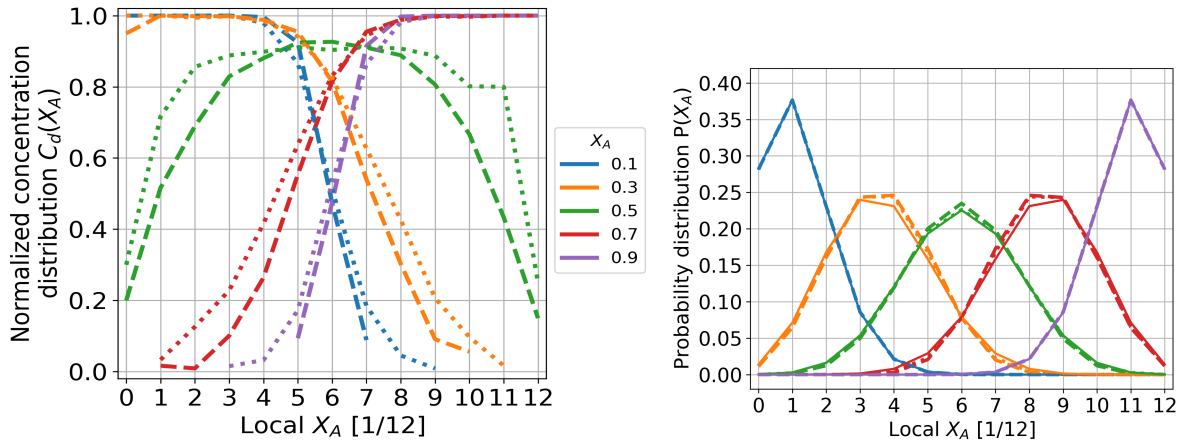 Normalized concentration
distribution C_d(X_A)
1.0
0.8
0.6
0.4
0.2
0.0
0 1 2 3 4 5 6 7 8 9 10 11 12
Local X_A [1/12]
X_A
0.1
0.3
0.5
0.7
0.9
Probability distribution P(X_A)
0.40
0.35
0.30
0.25
0.20
0.15
0.10
0.05
0.00
0 1 2 3 4 5 6 7 8 9 10 11 12
Local X_A [1/12]